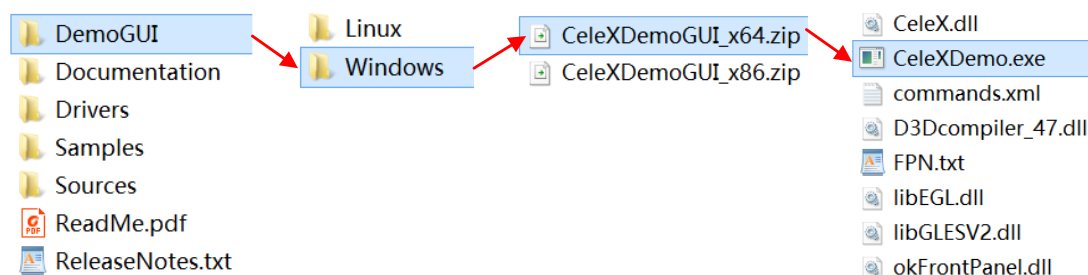 DemoGUI
Documentation
Drivers
Samples
Sources
ReadMe.pdf
ReleaseNotes.txt
Linux
Windows
CeleXDemoGUI_x64.zip
CeleXDemoGUI_x86.zip
CeleX.dll
CeleXDemo.exe
commands.xml
D3Dcompiler_47.dll
FPN.txt
libEGL.dll
libGLESV2.dll
okFrontPanel.dll